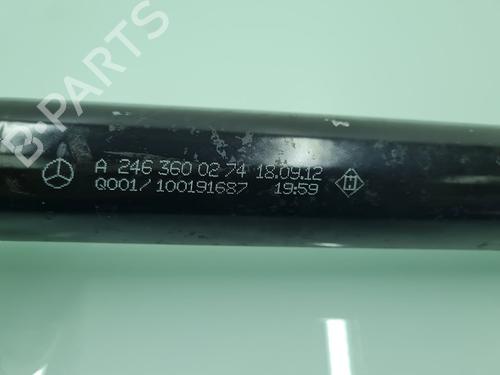 B PARTS
A 246 360 02 74 18.09.12
Q001/ 100191687 19:59